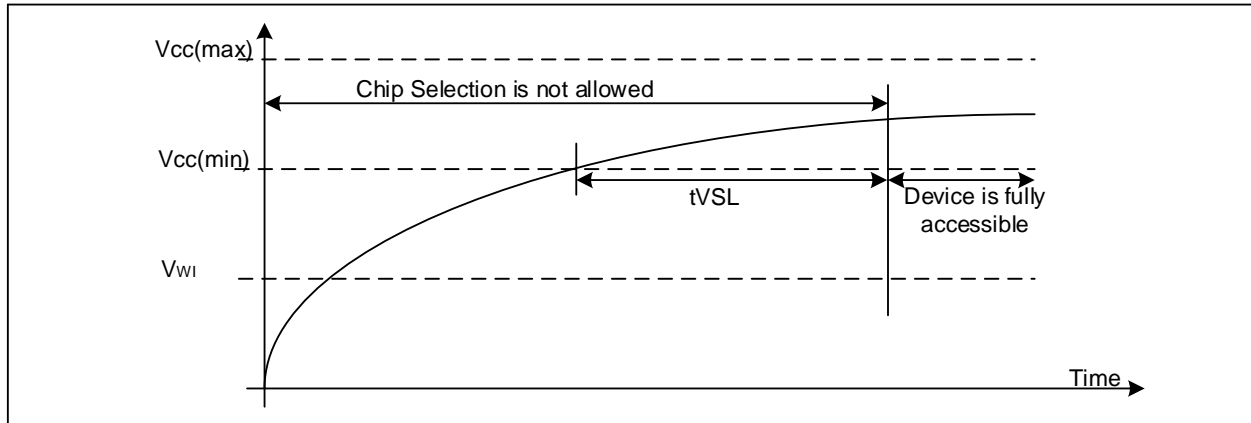 Vcc(max)
Chip Selection is not allowed
Vcc(min)
tVSL
Device is fully
accessible
VWI
Time